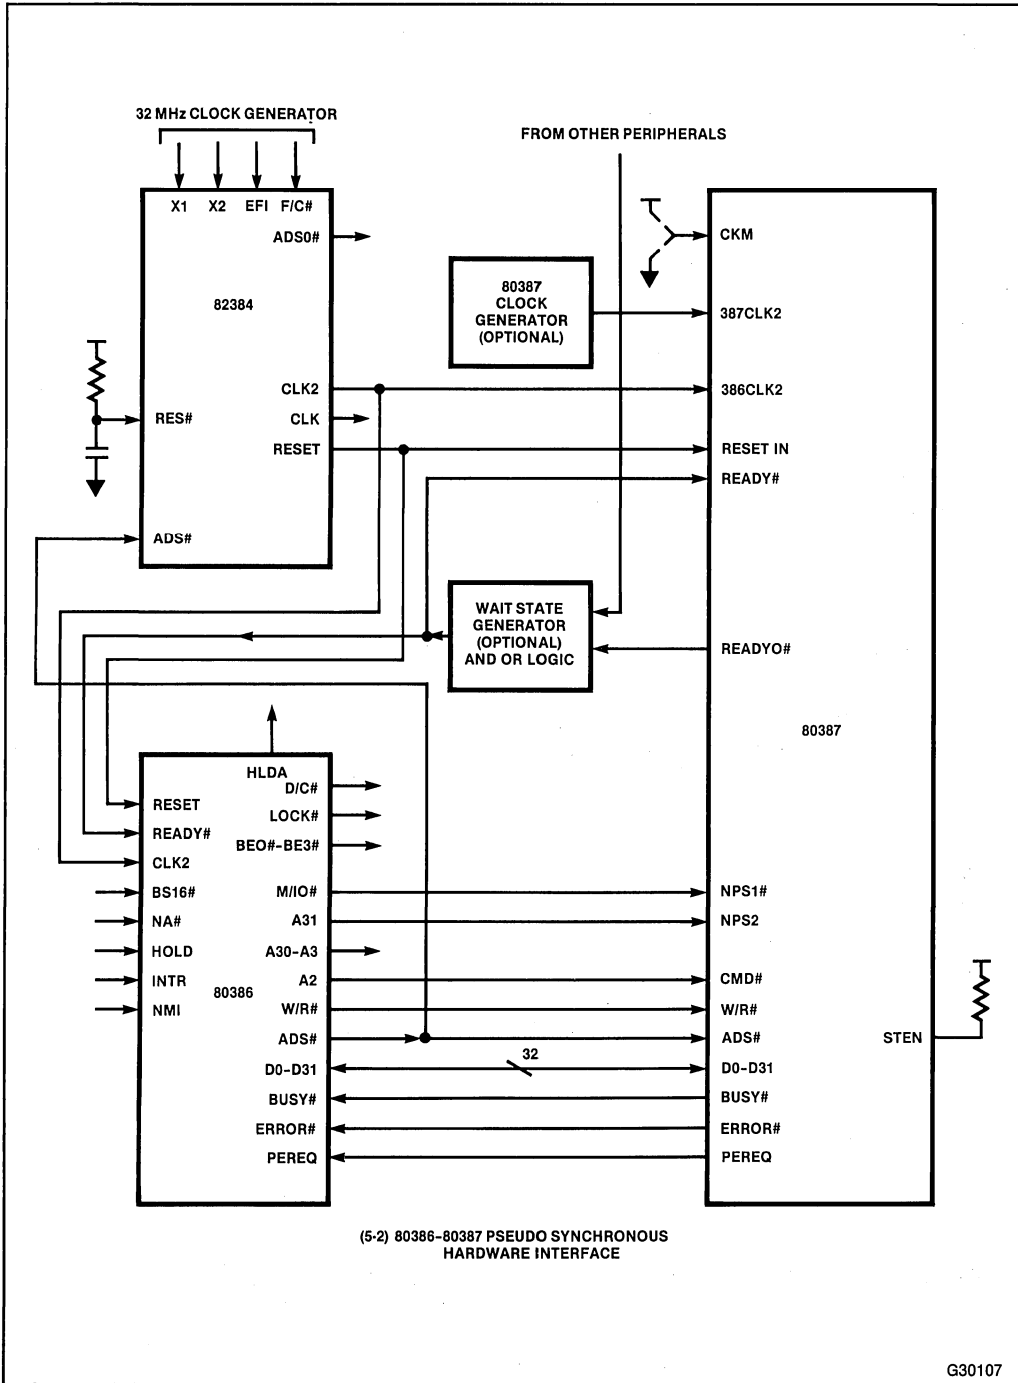 32 MHz CLOCK GENERATOR
FROM OTHER PERIPHERALS
X1 X2 EFI F/C#
ADS0#
82384
CLK2
CLK
RES#
RESET
ADS#
80387
CLOCK
GENERATOR
(OPTIONAL)
WAIT STATE
GENERATOR
(OPTIONAL)
AND OR LOGIC
CKM
387CLK2
386CLK2
RESET IN
READY#
READYO#
80387
NPS1#
NPS2
CMD#
W/R#
ADS#
STEN
D0-D31
BUSY#
ERROR#
PEREQ
32
HLDA
D/C#
RESET
LOCK#
READY#
BEO#-BE3#
CLK2
BS16#
M/IO#
NA#
A31
HOLD
A30-A3
INTR
A2
80386
NMI
W/R#
ADS#
D0-D31
BUSY#
ERROR#
PEREQ
(5-2) 80386-80387 PSEUDO SYNCHRONOUS
HARDWARE INTERFACE
G30107